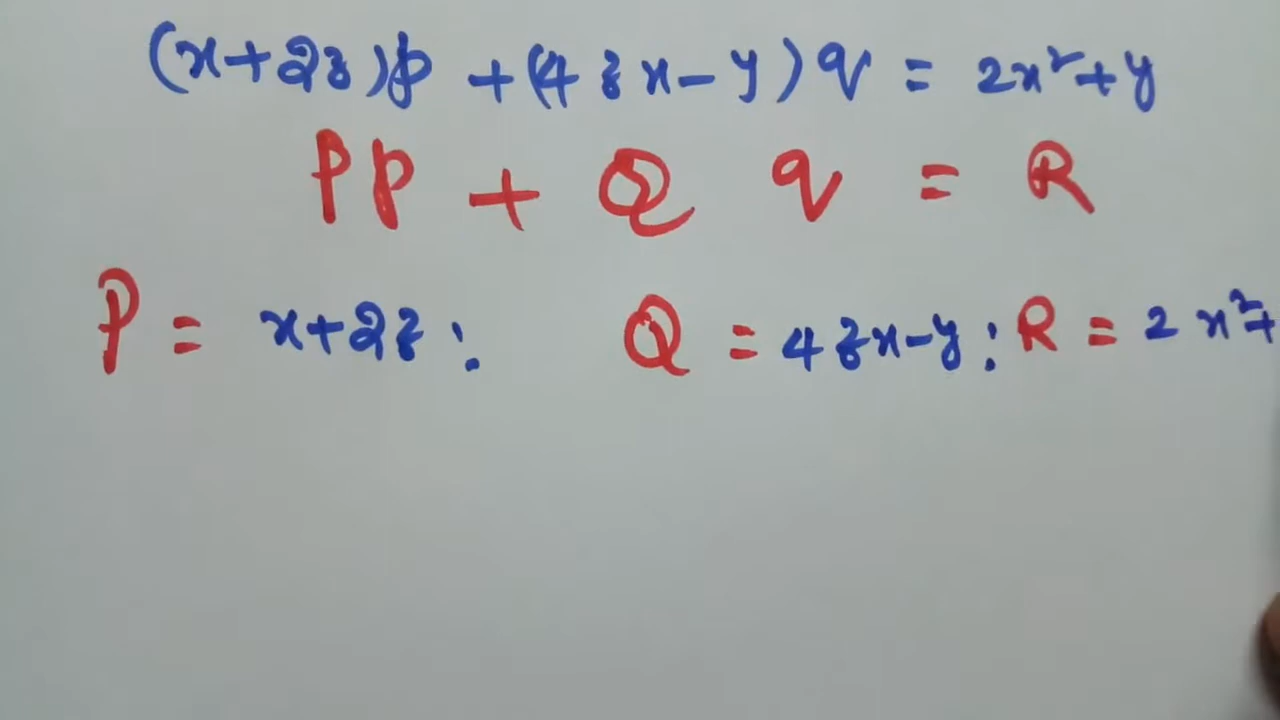 (x+2z)p + (4zx-y)q = 2x²+y
Pp + Q q = R
P = x+2z : Q = 4zx-y : R = 2x²+